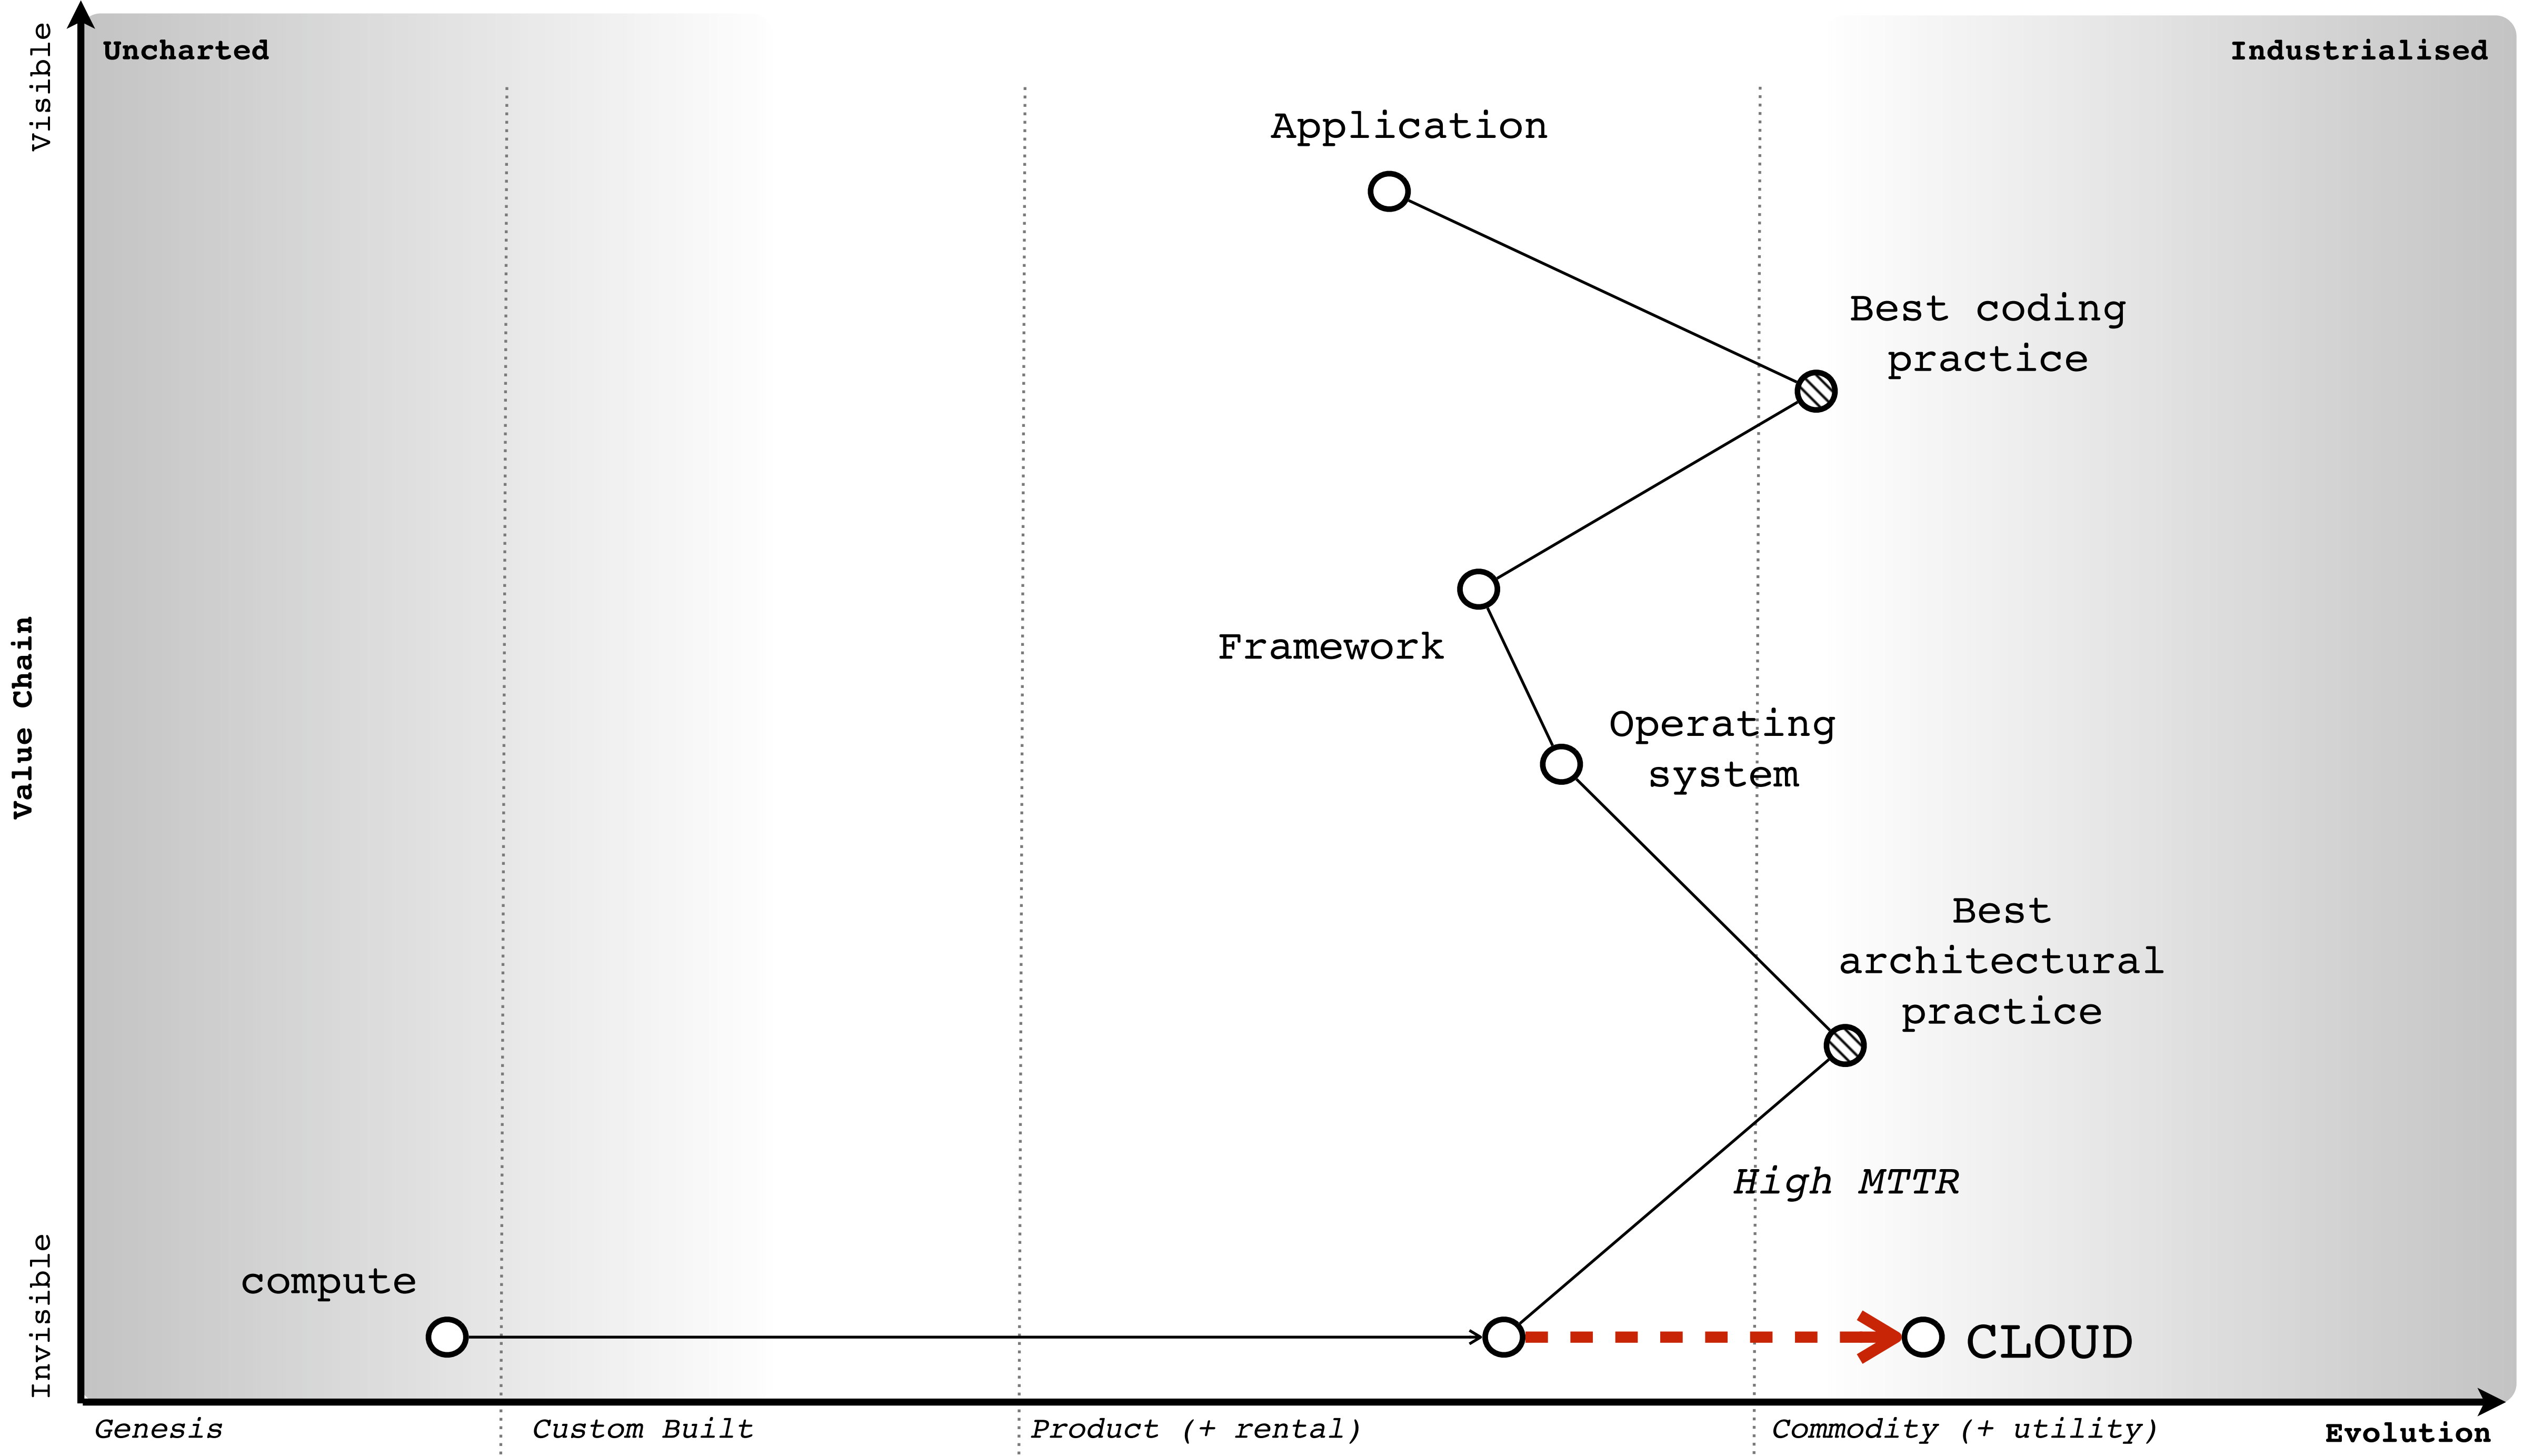 Visible
Uncharted
Industrialised
Application
Best coding
practice
Value Chain
Framework
Operating
system
Best
architectural
practice
High MTTR
Invisible
compute
CLOUD
Genesis
Custom Built
Product (+ rental)
Commodity (+ utility)
Evolution